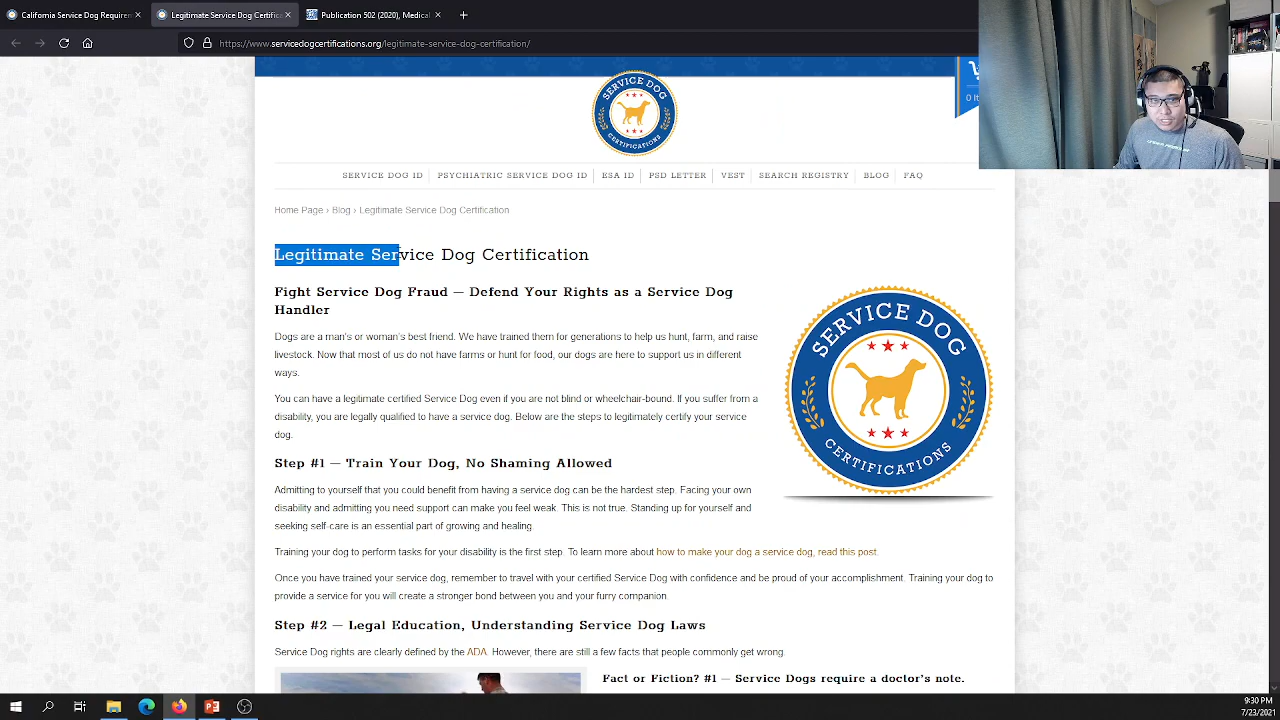 California Service Dog Requirem
Legitimate Service Dog Certifica
Publication 502 (2020), Medical
https://www.servicedogcertifications.org/legitimate-service-dog-certification/
SERVICE DOG
CERTIFICATIONS
0 it
SERVICE DOG ID
PSYCHIATRIC SERVICE DOG ID
ESA ID
PSD LETTER
VEST
SEARCH REGISTRY
BLOG
FAQ
Home Page › Blog › Legitimate Service Dog Certification
Legitimate Service Dog Certification
Fight Service Dog Fraud — Defend Your Rights as a Service Dog
Handler
Dogs are a man's or woman's best friend. We have trained them for generations to help us hunt, farm, and raise
livestock. Now that most of us do not have farms or hunt for food, our dogs are here to support us in different
ways.
You can have a legitimate certified Service Dog even if you are not blind or wheelchair-bound. If you suffer from a
disability, you are legally qualified to have a service dog. Below are the steps to legitimately certify your service
dog.
SERVICE DOG
CERTIFICATIONS
Step #1 — Train Your Dog, No Shaming Allowed
Admitting to yourself that you could benefit from having a service dog can be the hardest step. Facing your own
disability and admitting you need support can make you feel weak. This is not true. Standing up for yourself and
seeking self-care is an essential part of growing and healing.
Training your dog to perform tasks for your disability is the first step. To learn more about how to make your dog a service dog, read this post.
Once you have trained your service dog, remember to travel with your certified Service Dog with confidence and be proud of your accomplishment. Training your dog to
provide a service for you will create a stronger bond between you and your furry companion.
Step #2 — Legal Education, Understanding Service Dog Laws
Service Dog rights are clearly defined by the ADA. However, there are still a few facts that people commonly get wrong.
Fact or Fiction? #1 — Service Dogs require a doctor's note.
9:30 PM
7/23/2021